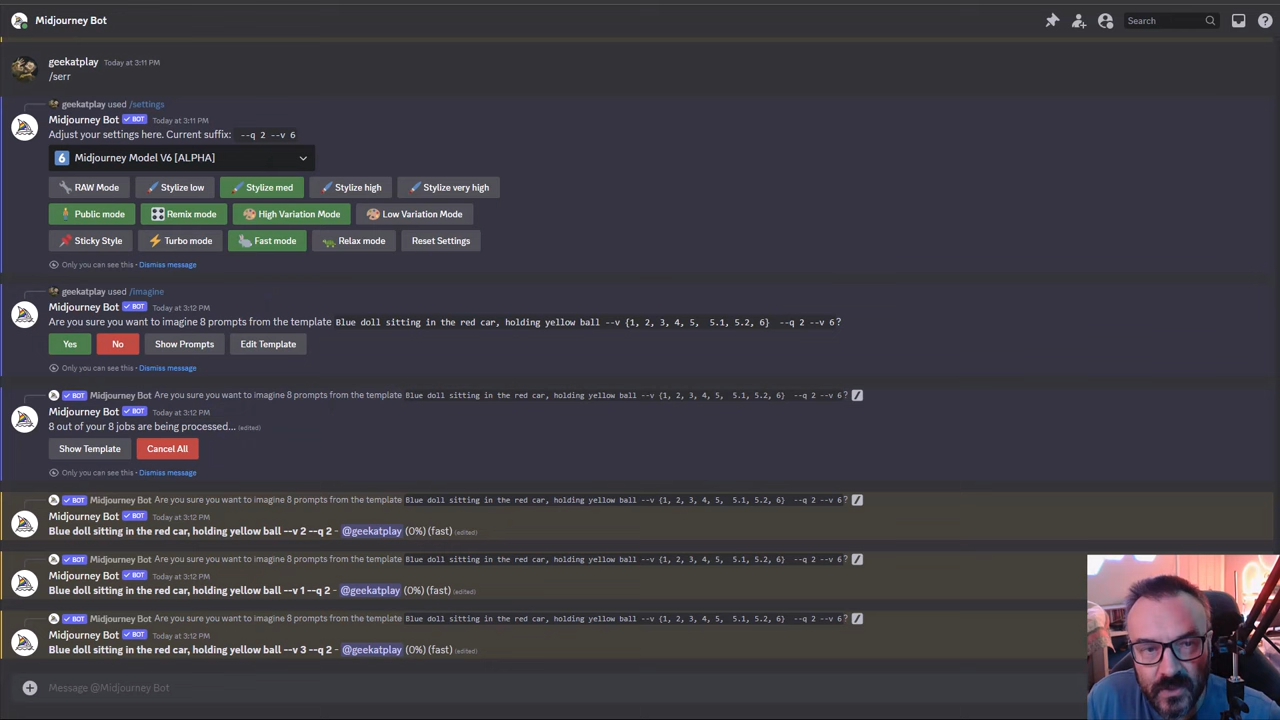 Midjourney Bot
Search
geekatplay Today at 3:11 PM
/serr
geekatplay used /settings
Midjourney Bot ✓ BOT Today at 3:11 PM
Adjust your settings here. Current suffix: --q 2 --v 6
6 Midjourney Model V6 [ALPHA]
RAW Mode Stylize low Stylize med Stylize high Stylize very high
Public mode Remix mode High Variation Mode Low Variation Mode
Sticky Style Turbo mode Fast mode Relax mode Reset Settings
Only you can see this • Dismiss message
geekatplay used /imagine
Midjourney Bot ✓ BOT Today at 3:12 PM
Are you sure you want to imagine 8 prompts from the template Blue doll sitting in the red car, holding yellow ball --v {1, 2, 3, 4, 5, 5.1, 5.2, 6} --q 2 --v 6?
Yes No Show Prompts Edit Template
Only you can see this • Dismiss message
✓ BOT Midjourney Bot Are you sure you want to imagine 8 prompts from the template Blue doll sitting in the red car, holding yellow ball --v {1, 2, 3, 4, 5, 5.1, 5.2, 6} --q 2 --v 6?
Midjourney Bot ✓ BOT Today at 3:12 PM
8 out of your 8 jobs are being processed... (edited)
Show Template Cancel All
Only you can see this • Dismiss message
✓ BOT Midjourney Bot Are you sure you want to imagine 8 prompts from the template Blue doll sitting in the red car, holding yellow ball --v {1, 2, 3, 4, 5, 5.1, 5.2, 6} --q 2 --v 6?
Midjourney Bot ✓ BOT Today at 3:12 PM
Blue doll sitting in the red car, holding yellow ball --v 2 --q 2 - @geekatplay (0%) (fast) (edited)
✓ BOT Midjourney Bot Are you sure you want to imagine 8 prompts from the template Blue doll sitting in the red car, holding yellow ball --v {1, 2, 3, 4, 5, 5.1, 5.2, 6} --q 2 --v 6?
Midjourney Bot ✓ BOT Today at 3:12 PM
Blue doll sitting in the red car, holding yellow ball --v 1 --q 2 - @geekatplay (0%) (fast) (edited)
✓ BOT Midjourney Bot Are you sure you want to imagine 8 prompts from the template Blue doll sitting in the red car, holding yellow ball --v {1, 2, 3, 4, 5, 5.1, 5.2, 6} --q 2 --v 6?
Midjourney Bot ✓ BOT Today at 3:12 PM
Blue doll sitting in the red car, holding yellow ball --v 3 --q 2 - @geekatplay (0%) (fast) (edited)
Message @Midjourney Bot